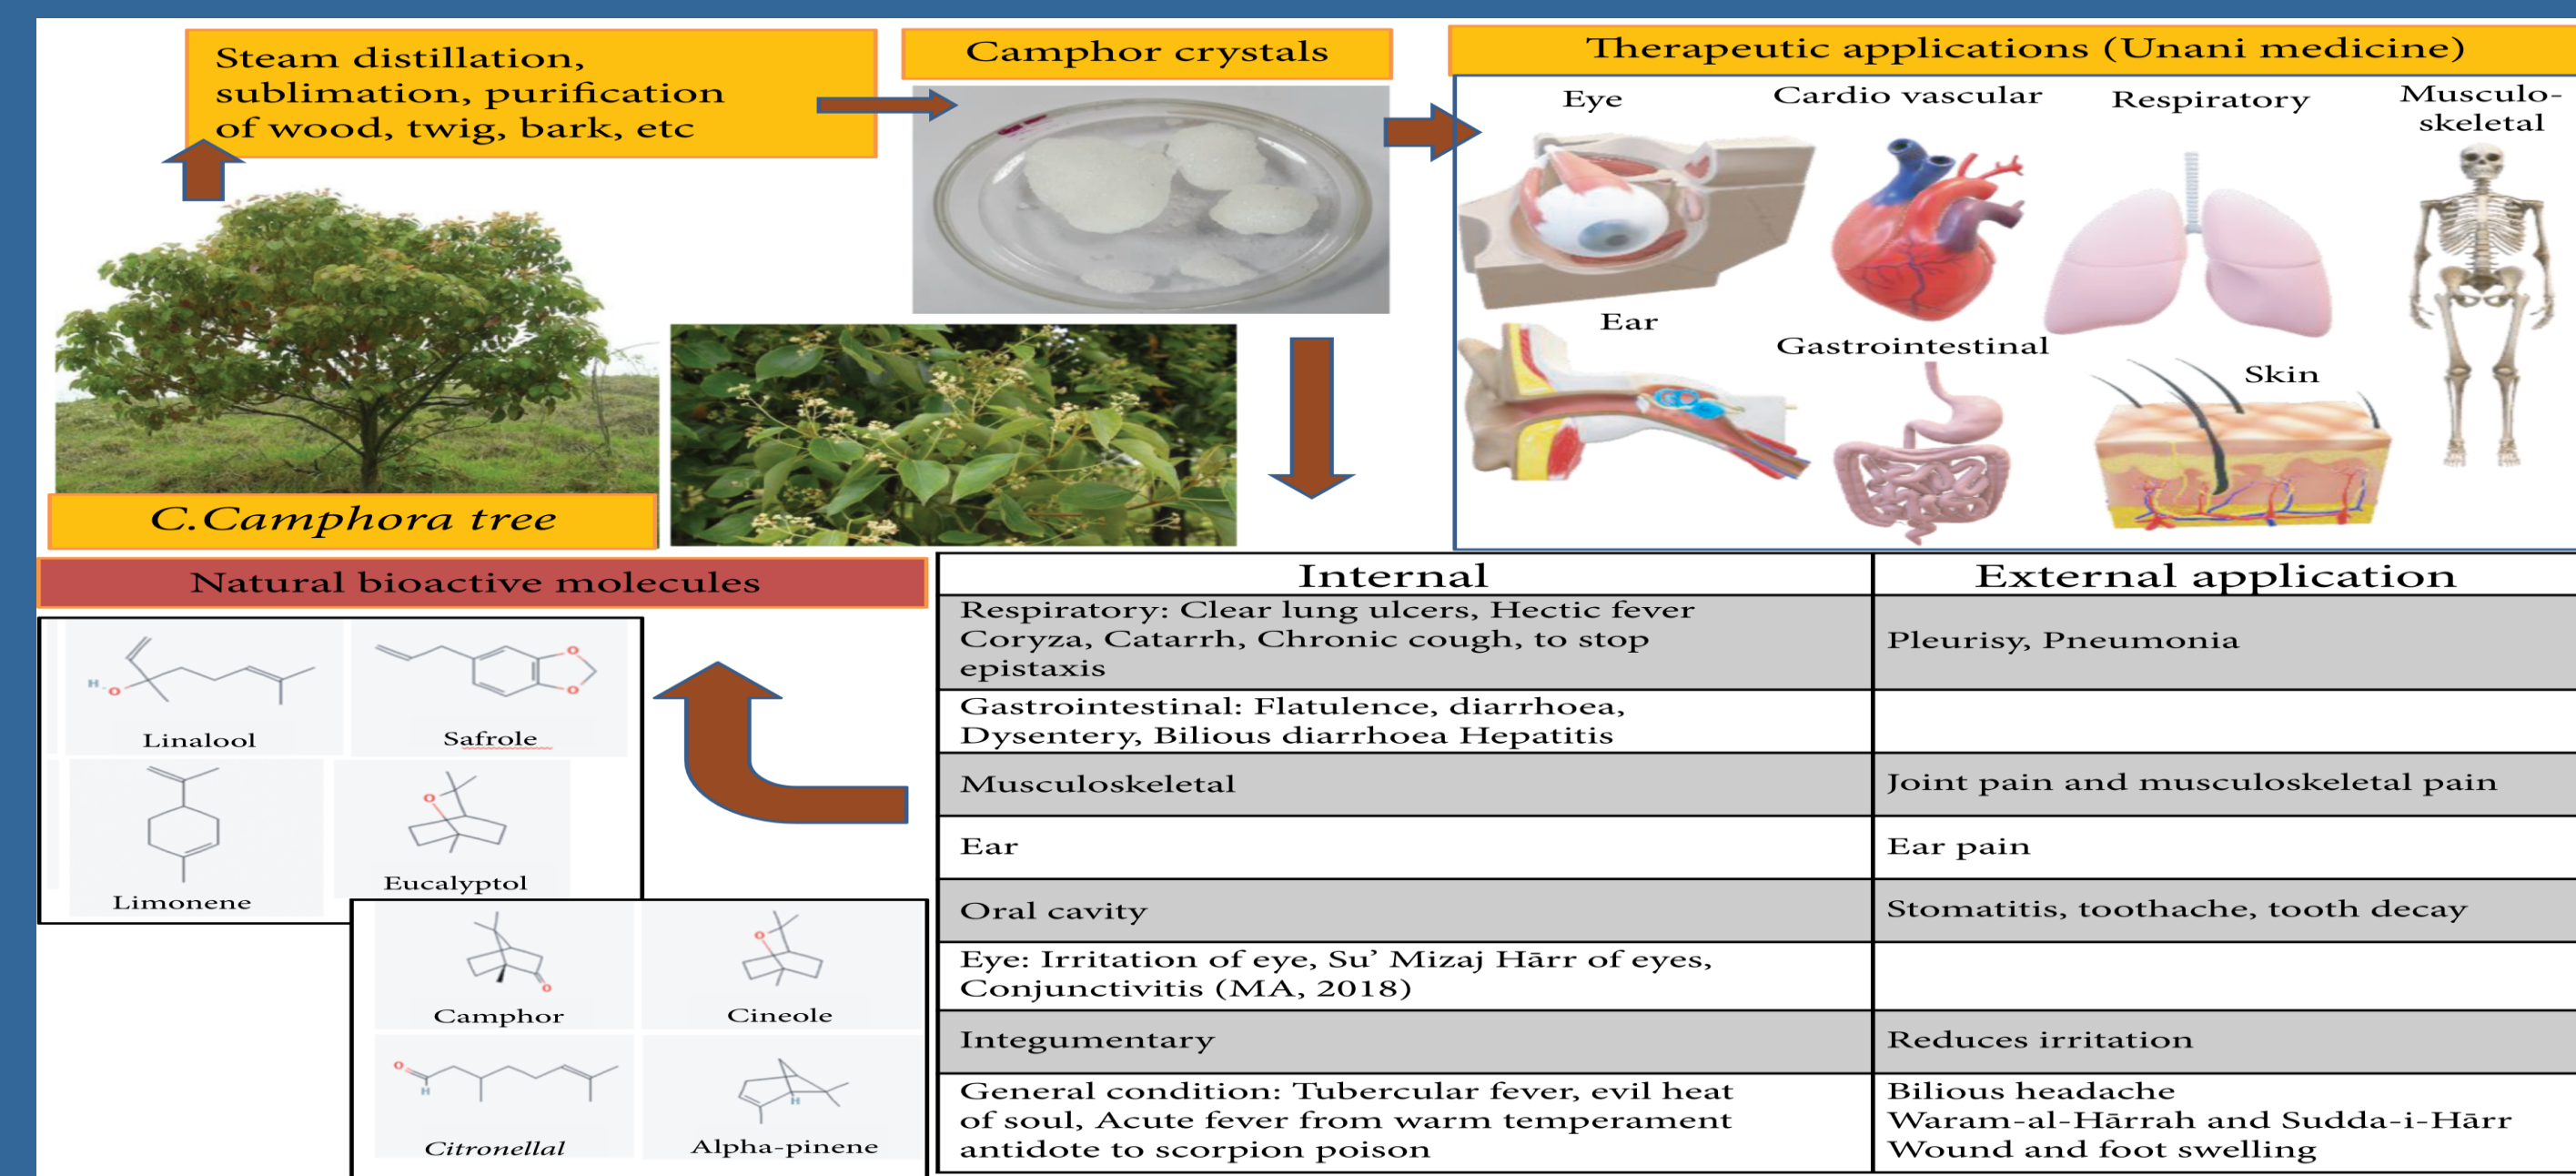 Steam distillation,
sublimation, purification
of wood, twig, bark, etc
Camphor crystals
Therapeutic applications (Unani medicine)
Eye
Cardio vascular
Respiratory
Musculo-
skeletal
Ear
Gastrointestinal
Skin
C.Camphora tree
Natural bioactive molecules
H
O
Linalool
O
O
Safrole
Limonene
O
Eucalyptol
O
Camphor
O
Cineole
O
H
Citronellal
H
Alpha-pinene
Internal
External application
Respiratory: Clear lung ulcers, Hectic fever
Coryza, Catarrh, Chronic cough, to stop
epistaxis
Pleurisy, Pneumonia
Gastrointestinal: Flatulence, diarrhoea,
Dysentery, Bilious diarrhoea Hepatitis
Musculoskeletal
Joint pain and musculoskeletal pain
Ear
Ear pain
Oral cavity
Stomatitis, toothache, tooth decay
Eye: Irritation of eye, Su’ Mizaj Hārr of eyes,
Conjunctivitis (MA, 2018)
Integumentary
Reduces irritation
General condition: Tubercular fever, evil heat
of soul, Acute fever from warm temperament
antidote to scorpion poison
Bilious headache
Waram-al-Hārrah and Sudda-i-Hārr
Wound and foot swelling